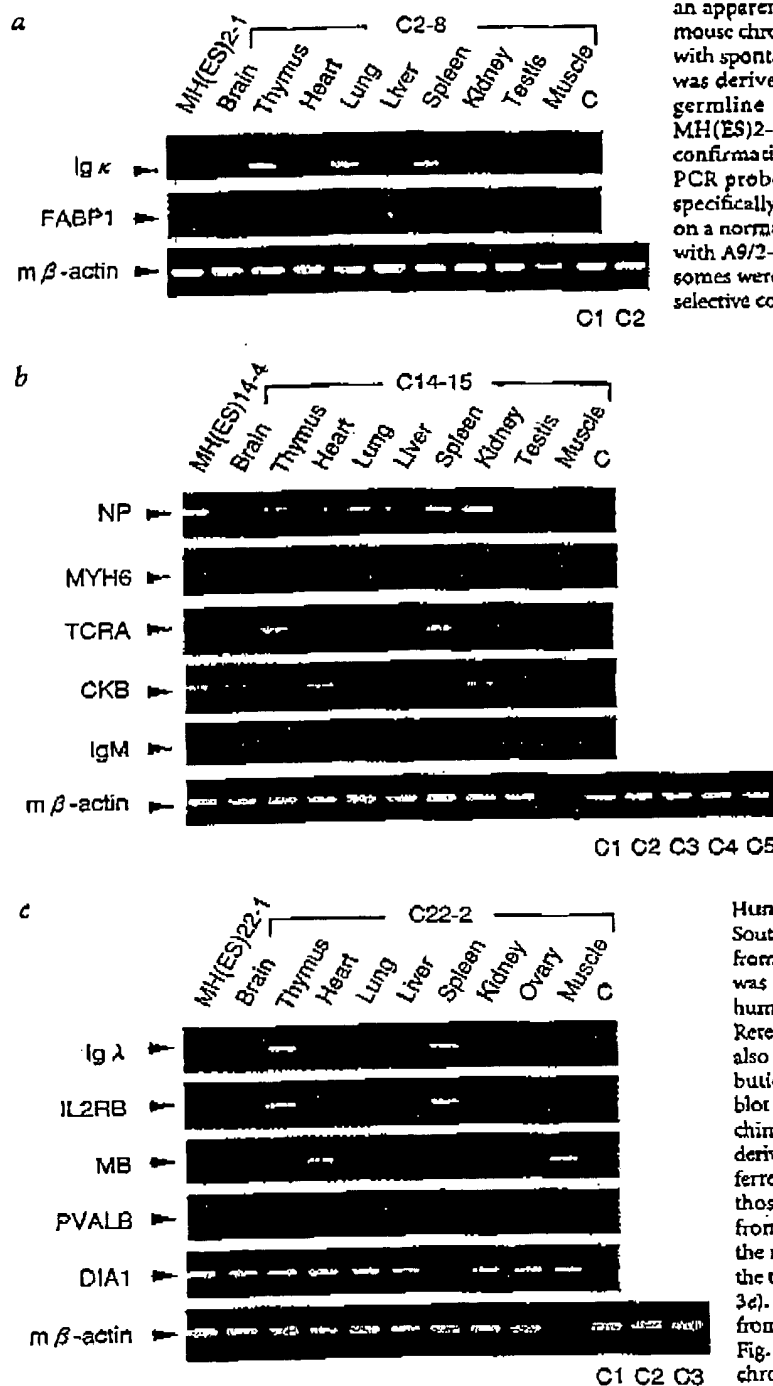 a
C2-8
MH(ES)2-1 Brain Thymus Heart Lung Liver Spleen Kidney Testis Muscle C
Ig κ
FABP1
m β-actin
C1 C2
an apparen
mouse chro
with sponta
was derive
germline
MH(ES)2-
confirmati
PCR probe
specifically
on a norma
with A9/2-
somes were
selective co
b
C14-15
MH(ES)14-4 Brain Thymus Heart Lung Liver Spleen Kidney Testis Muscle C
NP
MYH6
TCRA
CKB
IgM
m β-actin
C1 C2 C3 C4 C5
c
C22-2
MH(ES)22-1 Brain Thymus Heart Lung Liver Spleen Kidney Ovary Muscle C
Ig λ
IL2RB
MB
PVALB
DIA1
m β-actin
C1 C2 C3
Hum
Sout
from
was
hum
Rete
also
butic
blot
chim
deriv
ferre
thos
from
the r
the t
3e).
from
Fig.
chro